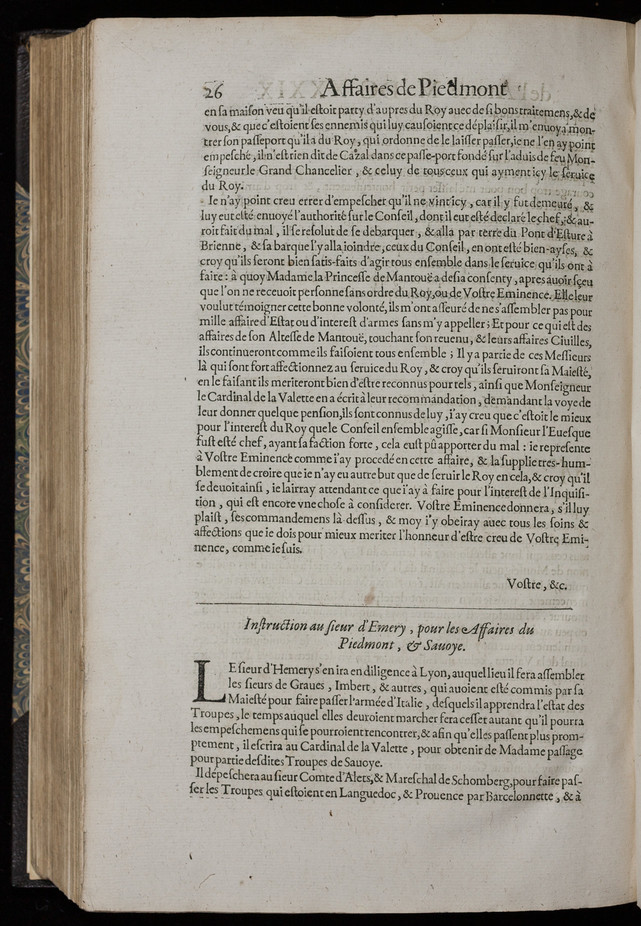 26 Affaires de Piedmont
en sa maison veu qu'il estoit party d'aupres du Roy auec de si bons traitemens, & de
vous, & que c'estoient ses ennemis qui luy causoient ce déplaisir, il m'enuoya mon-
trer son passeport qu'il a du Roy, qui ordonne de le laisser passer, ie ne l'en ay point
empesché, il n'est rien dit de Cazal dans ce passe-port fondé sur l'aduis de feu Mon-
seigneur le Grand Chancelier, & celuy de tous ceux qui ayment icy le seruice
du Roy.
Ie n'ay point creu errer d'empescher qu'il ne vint icy, car il y fut demeuré, &
luy eut esté enuoyé l'authorité sur le Conseil, dont il eut esté declaré le chef, & au-
roit fait du mal, il se resolut de se debarquer, & alla par terre du Pont d'Esture à
Brienne, & sa barque l'y alla joindre, ceux du Conseil, en ont esté bien-ayses, &
croy qu'ils seront bien satis-faits d'agir tous ensemble dans le seruice qu'ils ont à
faire: à quoy Madame la Princesse de Mantouë a desia consenty, apres auoir sçeu
que l'on ne receuoit personne sans ordre du Roy, ou de Vostre Eminence. Elle leur
voulut témoigner cette bonne volonté, ils m'ont asseuré de ne s'assembler pas pour
mille affaire d'Estat ou d'interest d'armes sans m'y appeller; Et pour ce qui est des
affaires de son Altesse de Mantouë, touchant son reuenu, & leurs affaires Ciuilles,
ils continueront comme ils faisoient tous ensemble; Il y a partie de ces Messieurs
là qui sont fort affectionnez au seruice du Roy, & croy qu'ils seruiront sa Maiesté,
en le faisant ils meriteront bien d'estre reconnus pour tels, ainsi que Monseigneur
le Cardinal de la Valette en a écrit à leur recommandation, demandant la voye de
leur donner quelque pension, ils sont connus de luy, i'ay creu que c'estoit le mieux
pour l'interest du Roy que le Conseil ensemble agisse, car si Monsieur l'Euesque
fust esté chef, ayant sa faction forte, cela eust pû apporter du mal: ie represente
à Vostre Eminence comme i'ay procedé en cette affaire, & la supplie tres-hum-
blement de croire que ie n'ay eu autre but que de seruir le Roy en cela, & croy qu'il
se deuoit ainsi, ie lairray attendant ce que i'ay à faire pour l'interest de l'Inquisi-
tion, qui est encore vne chose à considerer. Vostre Eminence donnera, s'il luy
plaist, ses commandemens là dessus, & moy i'y obeiray auec tous les soins &
affections que ie dois pour mieux meriter l'honneur d'estre creu de Vostre Emi-
nence, comme ie suis.
Vostre, &c.
Instruction au sieur d'Emery, pour les Affaires du
Piedmont, & Sauoye.
LE sieur d'Hemery s'en ira en diligence à Lyon, auquel lieu il fera assembler
les sieurs de Graues, Imbert, & autres, qui auoient esté commis par sa
Maiesté pour faire passer l'armée d'Italie, desquels il apprendra l'estat des
Troupes, le temps auquel elles deuroient marcher fera cesser autant qu'il pourra
les empeschemens qui se pourroient rencontrer, & afin qu'elles passent plus prom-
ptement, il escrira au Cardinal de la Valette, pour obtenir de Madame passage
pour partie desdites Troupes de Sauoye.
Il dépeschera au sieur Comte d'Alets, & Mareschal de Schomberg, pour faire pas-
ser les Troupes qui estoient en Languedoc, & Prouence par Barcelonnette, & à